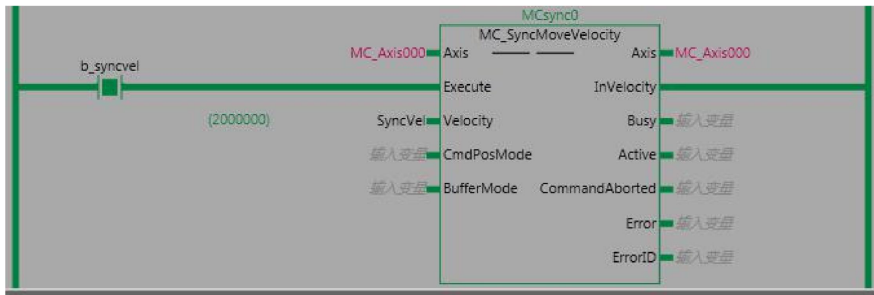 MCsync0
MC_SyncMoveVelocity
MC_Axis000 Axis Axis MC_Axis000
b_syncvel
Execute InVelocity
(2000000) SyncVel Velocity Busy 输入变量
输入变量 CmdPosMode Active 输入变量
输入变量 BufferMode CommandAborted 输入变量
Error 输入变量
ErrorID 输入变量